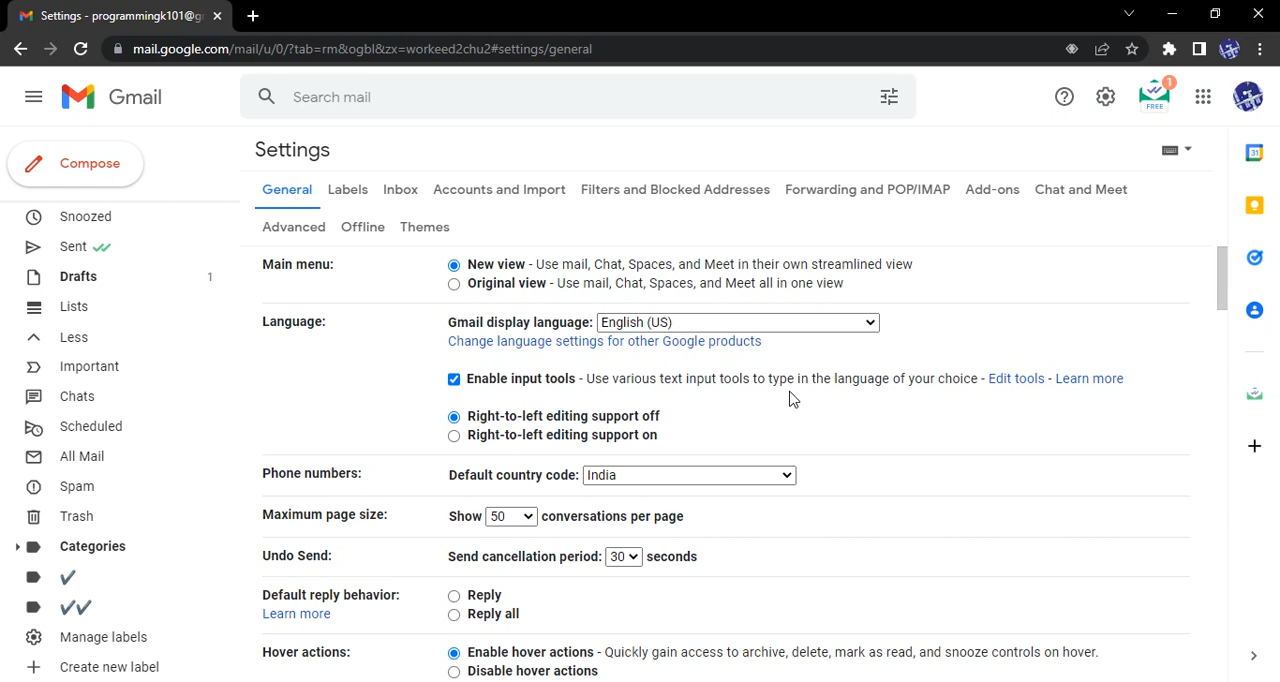 Settings - programmingk101@g
mail.google.com/mail/u/0/?tab=rm&ogbl&zx=workeed2chu2#settings/general
Gmail
Search mail
1
FREE
Compose
Snoozed
Sent
Drafts 1
Lists
Less
Important
Chats
Scheduled
All Mail
Spam
Trash
Categories
Manage labels
Create new label
Settings
General Labels Inbox Accounts and Import Filters and Blocked Addresses Forwarding and POP/IMAP Add-ons Chat and Meet
Advanced Offline Themes
Main menu: New view - Use mail, Chat, Spaces, and Meet in their own streamlined view
Original view - Use mail, Chat, Spaces, and Meet all in one view
Language: Gmail display language: English (US)
Change language settings for other Google products
Enable input tools - Use various text input tools to type in the language of your choice - Edit tools - Learn more
Right-to-left editing support off
Right-to-left editing support on
Phone numbers: Default country code: India
Maximum page size: Show 50 conversations per page
Undo Send: Send cancellation period: 30 seconds
Default reply behavior: Reply
Learn more Reply all
Hover actions: Enable hover actions - Quickly gain access to archive, delete, mark as read, and snooze controls on hover.
Disable hover actions
31